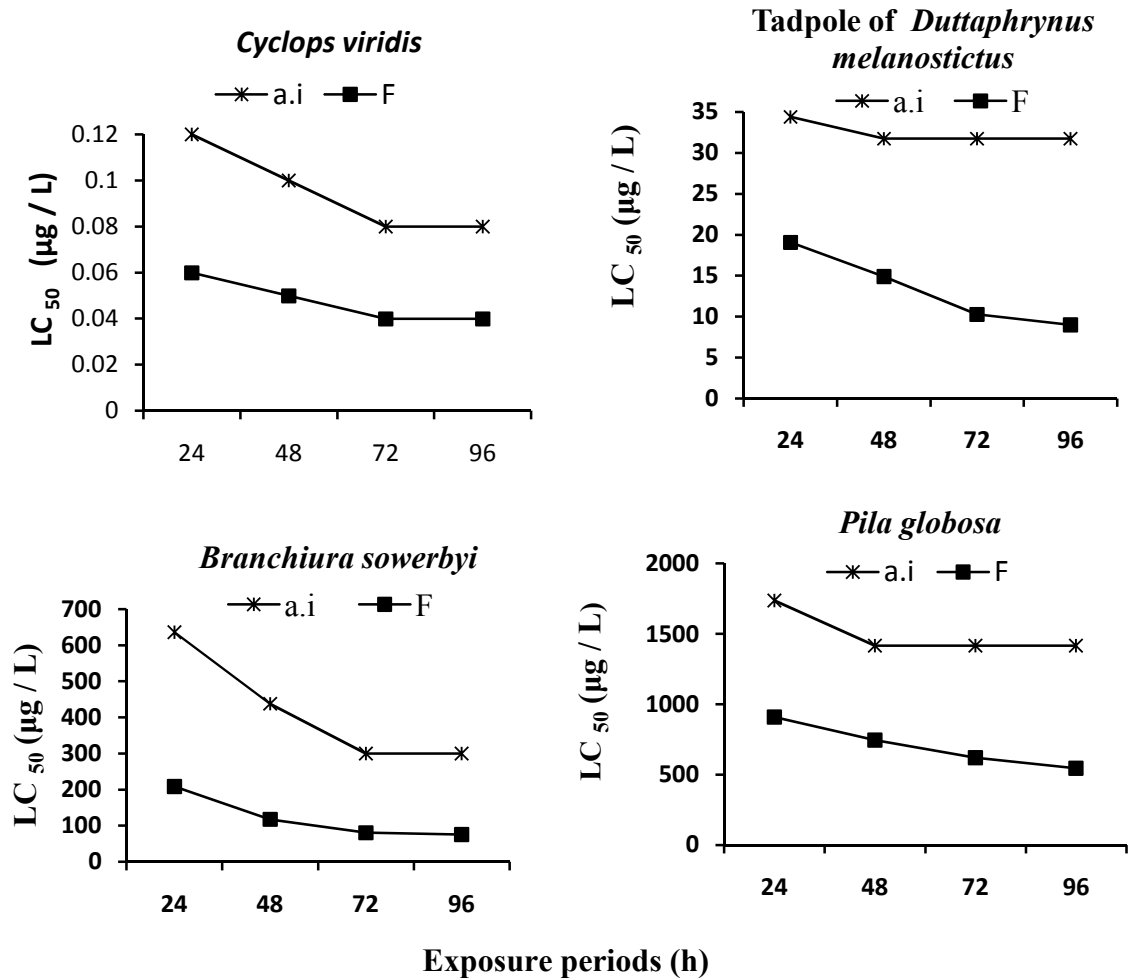 Cyclops viridis
a.i F
LC 50 (µg / L)
0.12
0.1
0.08
0.06
0.04
0.02
0
24 48 72 96
Tadpole of Duttaphrynus
melanostictus
a.i F
LC 50 (µg / L)
35
30
25
20
15
10
5
0
24 48 72 96
Branchiura sowerbyi
a.i F
LC 50 (µg / L)
700
600
500
400
300
200
100
0
24 48 72 96
Pila globosa
a.i F
LC 50 (µg / L)
2000
1500
1000
500
0
24 48 72 96
Exposure periods (h)